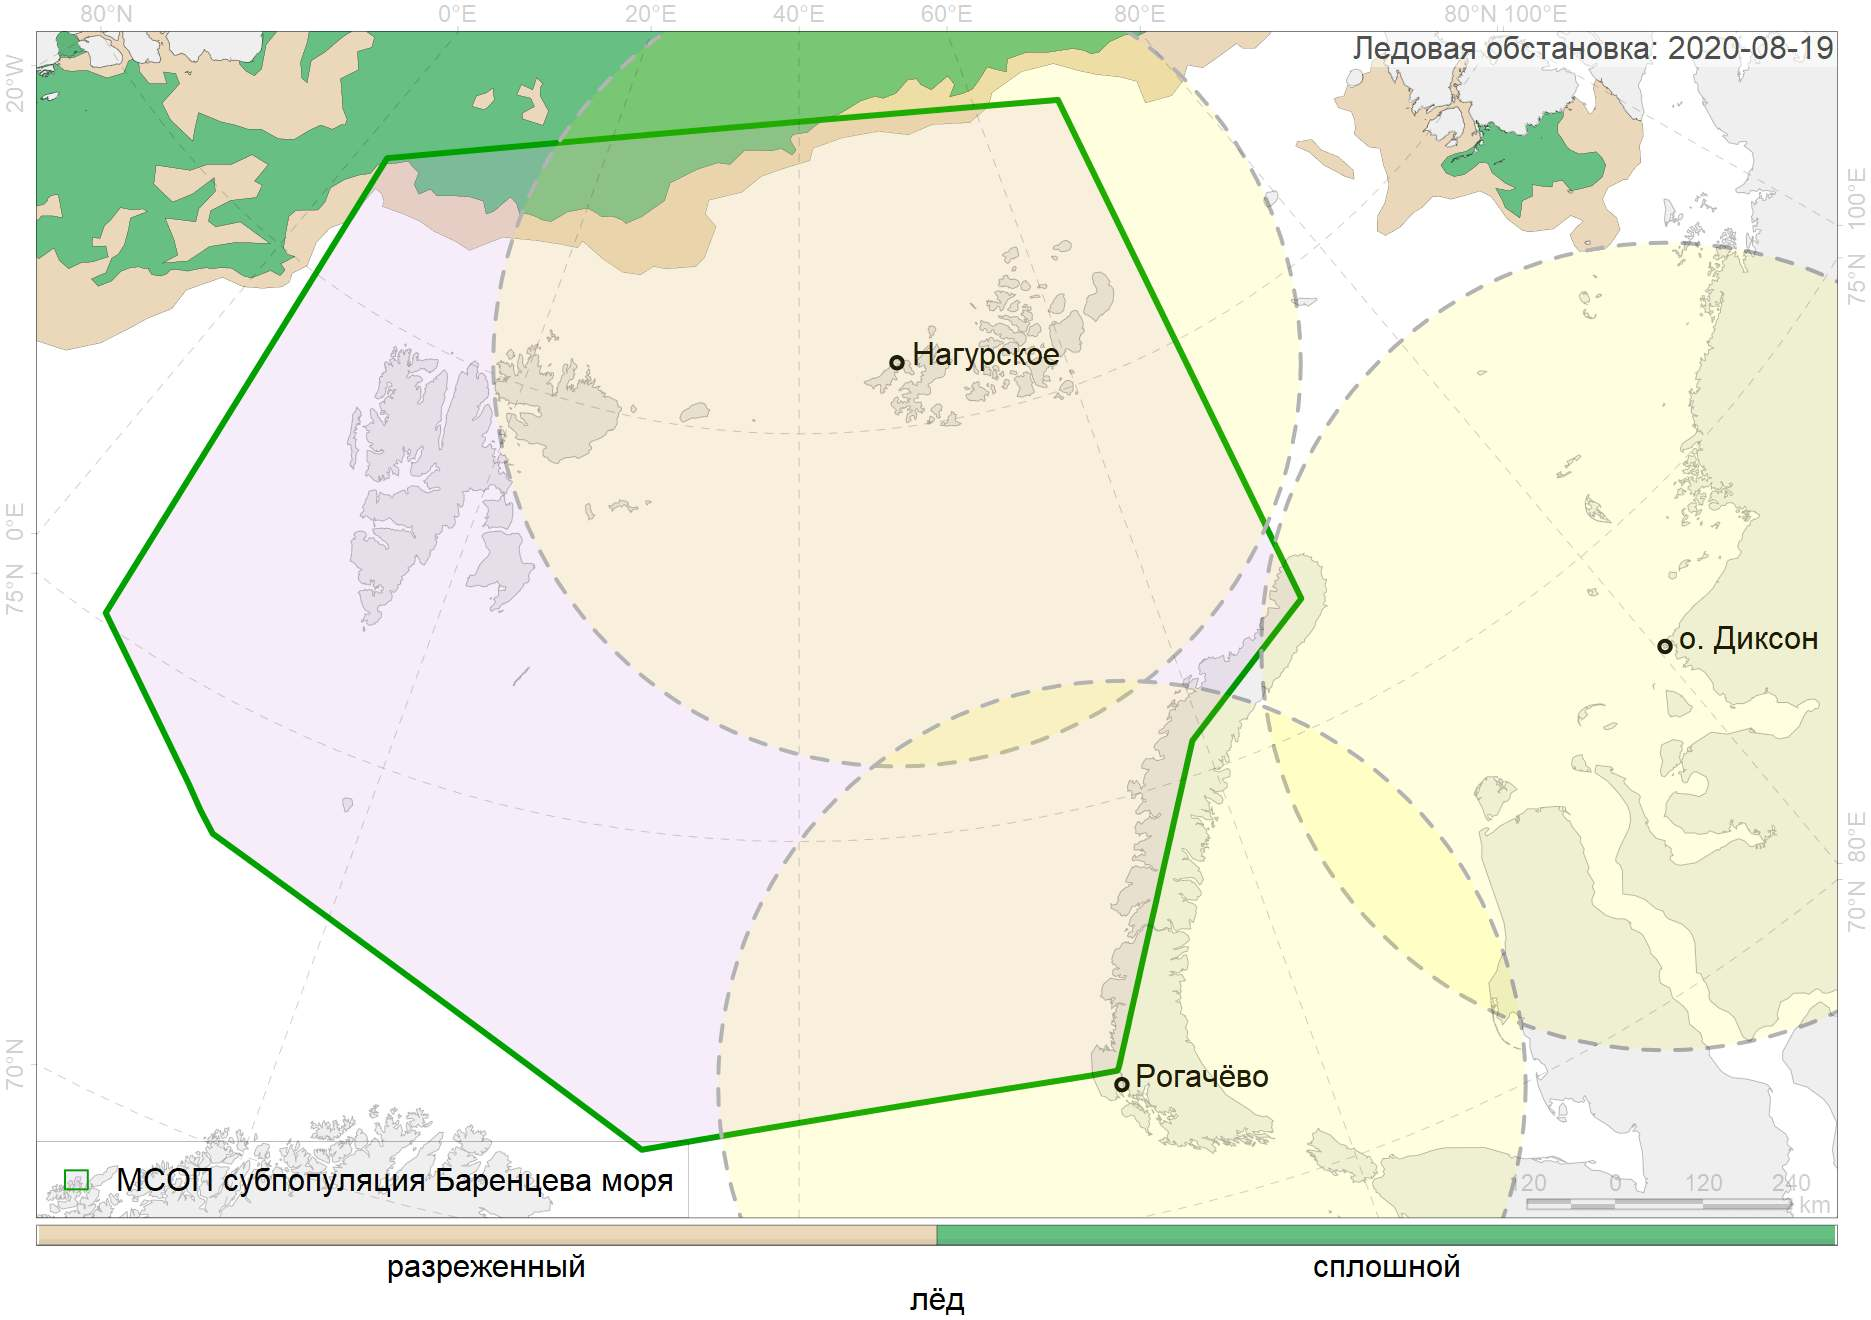 80°N 0°E 20°E 40°E 60°E 80°E 80°N 100°E
Ледовая обстановка: 2020-08-19
20°W
100°E
75°N
Нагурское
0°E
75°N
о. Диксон
80°E
70°N
70°N
Рогачёво
МСОП субпопуляция Баренцева моря
120 0 120 240
km
разреженный сплошной
лёд